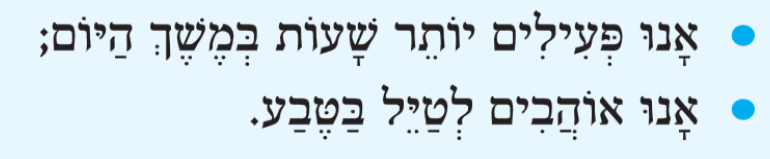 • אָנוּ פְּעִילִים יוֹתֵר שָׁעוֹת בְּמֶשֶׁךְ הַיּוֹם;
• אָנוּ אוֹהֲבִים לְטַיֵּל בַּטֶּבַע.